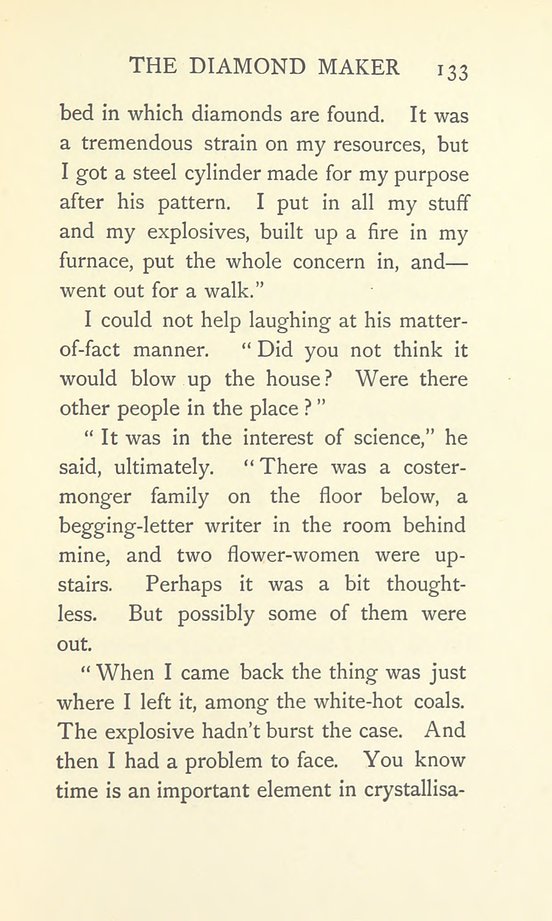 THE DIAMOND MAKER 133
bed in which diamonds are found. It was
a tremendous strain on my resources, but
I got a steel cylinder made for my purpose
after his pattern. I put in all my stuff
and my explosives, built up a fire in my
furnace, put the whole concern in, and—
went out for a walk.”
I could not help laughing at his matter-
of-fact manner. “ Did you not think it
would blow up the house? Were there
other people in the place ? ”
“ It was in the interest of science,” he
said, ultimately. “ There was a coster-
monger family on the floor below, a
begging-letter writer in the room behind
mine, and two flower-women were up-
stairs. Perhaps it was a bit thought-
less. But possibly some of them were
out.
“ When I came back the thing was just
where I left it, among the white-hot coals.
The explosive hadn’t burst the case. And
then I had a problem to face. You know
time is an important element in crystallisa-